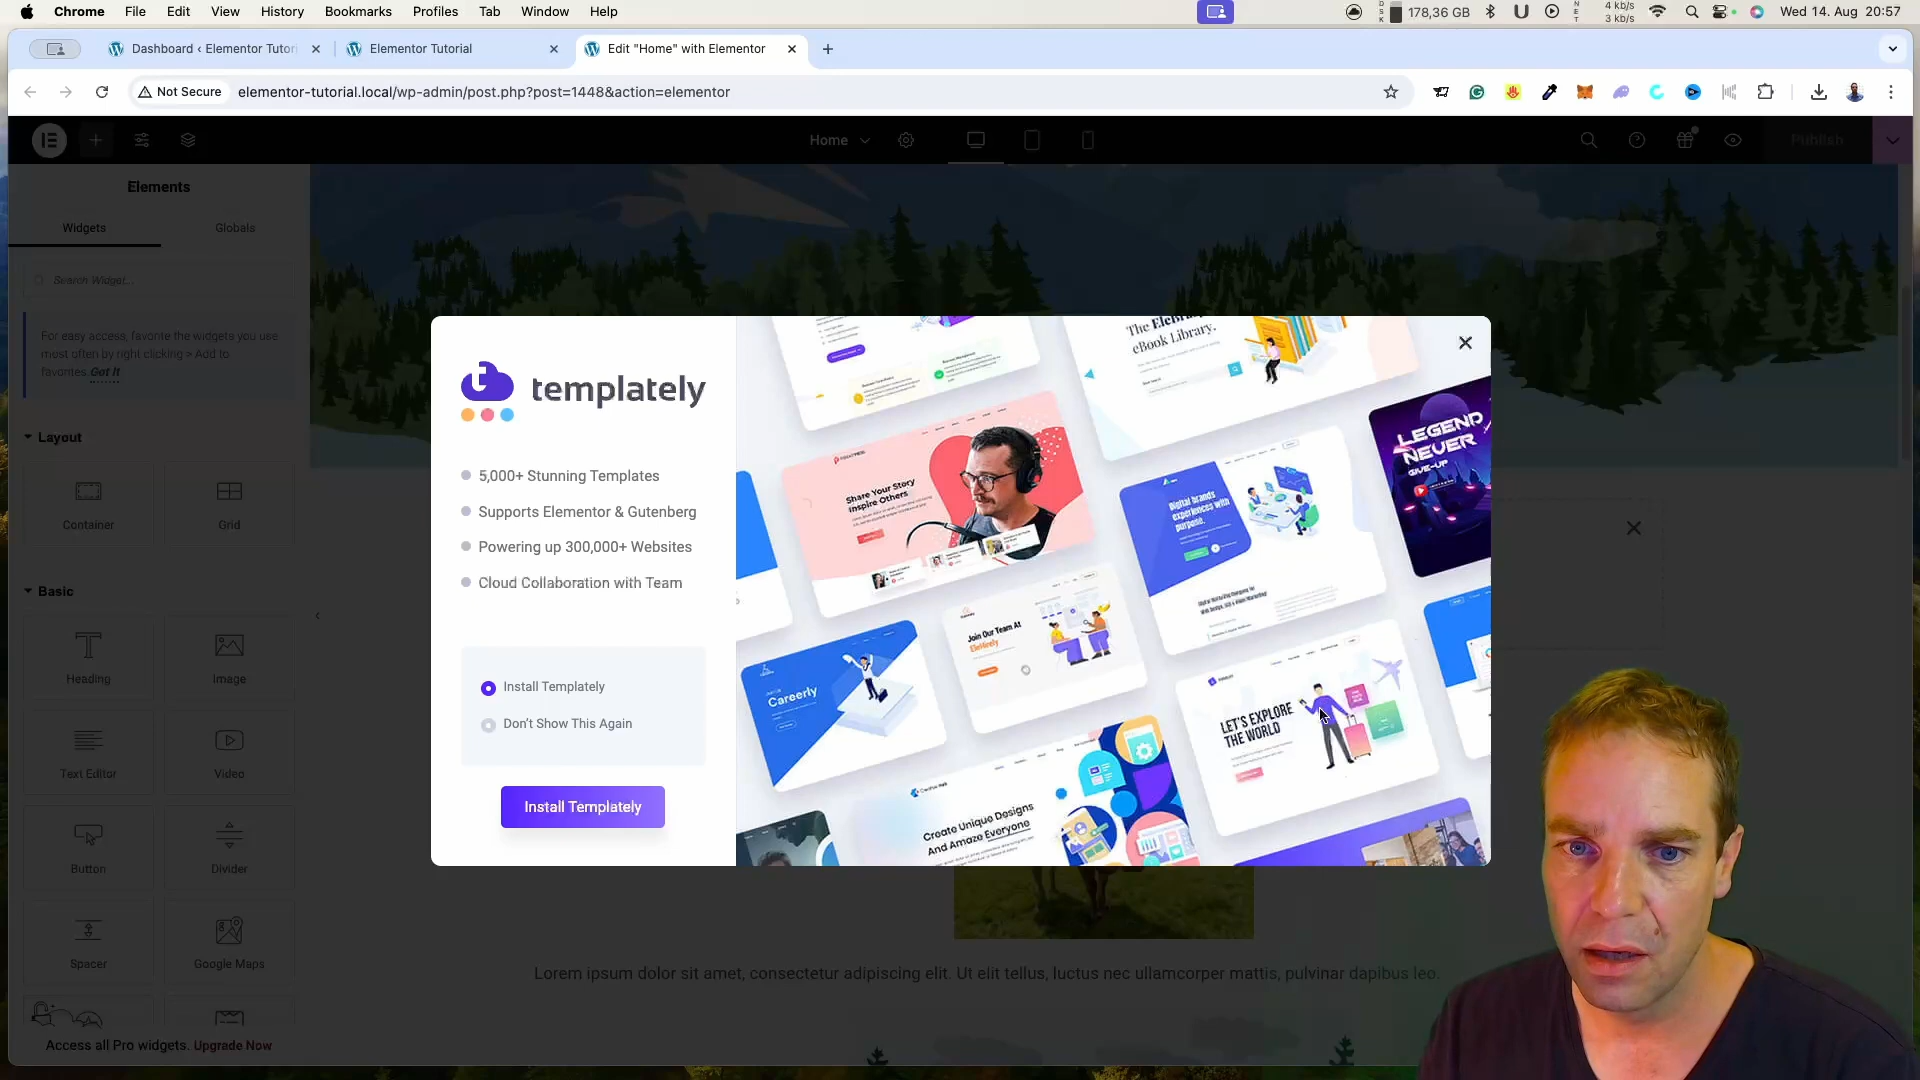 Chrome File Edit View History Bookmarks Profiles Tab Window Help
178,36 GB
4 kb/s
3 kb/s
Wed 14. Aug 20:57
Dashboard ‹ Elementor Tutor
Elementor Tutorial
Edit "Home" with Elementor
Not Secure
elementor-tutorial.local/wp-admin/post.php?post=1448&action=elementor
Home
Publish
Elements
Widgets Globals
Search Widget...
For easy access, favorite the widgets you use
most often by right clicking > Add to
favorites. Got It
Layout
Container Grid
Basic
Heading Image
Text Editor Video
Button Divider
Spacer Google Maps
Access all Pro widgets. Upgrade Now
templately
5,000+ Stunning Templates
Supports Elementor & Gutenberg
Powering up 300,000+ Websites
Cloud Collaboration with Team
Install Templately
Don't Show This Again
Install Templately
eBook Library.
Share Your Story
Inspire Others
Digital brands
experiences with
purpose.
LEGEND
NEVER
GIVE-UP
Join Our Team At
EleHeely
Careerly
LET'S EXPLORE
THE WORLD
Create Unique Designs
And Amaze Everyone
Lorem ipsum dolor sit amet, consectetur adipiscing elit. Ut elit tellus, luctus nec ullamcorper mattis, pulvinar dapibus leo.